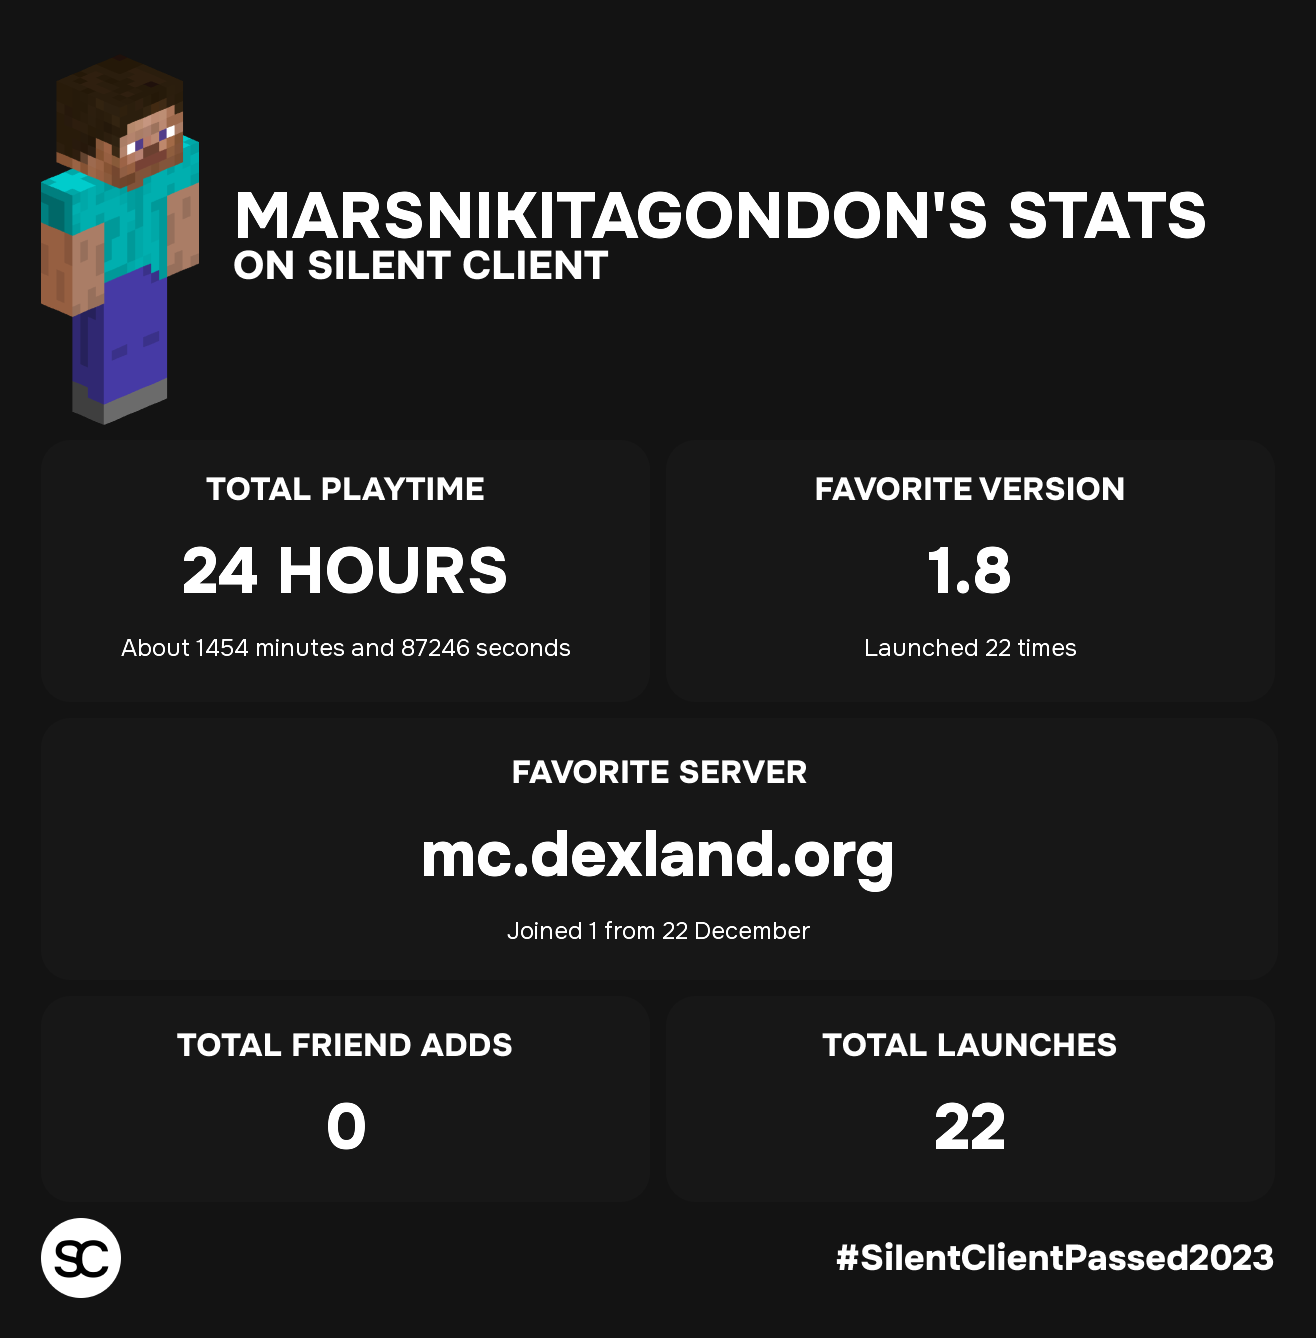 MARSNIKITAGONDON'S STATS
ON SILENT CLIENT
TOTAL PLAYTIME
24 HOURS
About 1454 minutes and 87246 seconds
FAVORITE VERSION
1.8
Launched 22 times
FAVORITE SERVER
mc.dexland.org
Joined 1 from 22 December
TOTAL FRIEND ADDS
0
TOTAL LAUNCHES
22
SC
#SilentClientPassed2023